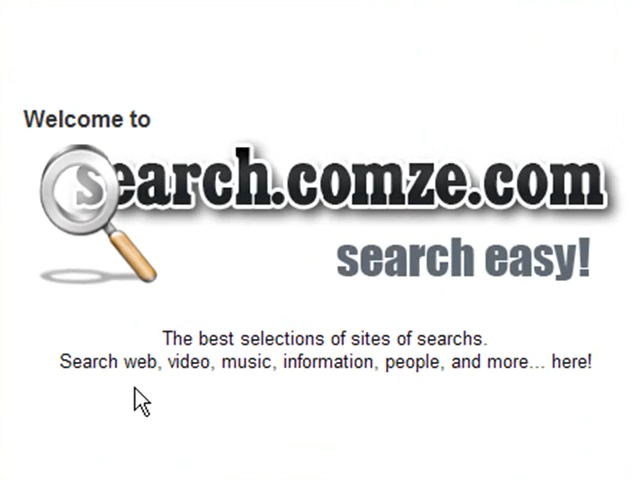 Welcome to
search.comze.com
search easy!
The best selections of sites of searchs.
Search web, video, music, information, people, and more... here!